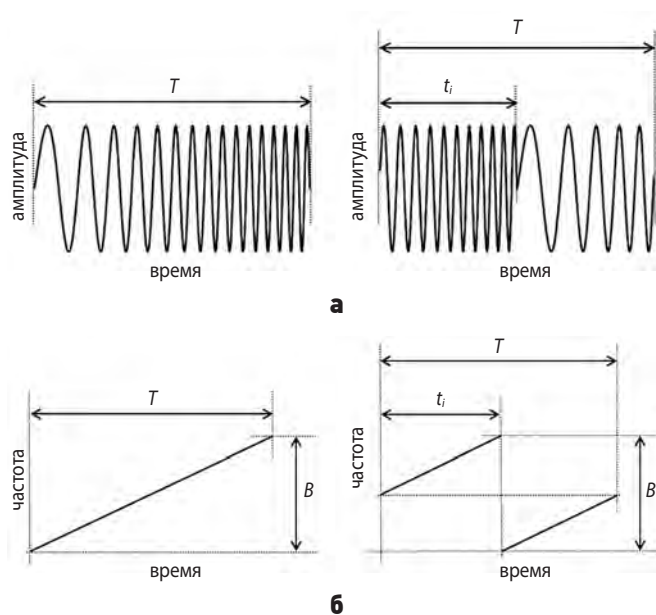 T
T
tᵢ
амплитуда
амплитуда
время
время
а
T
T
tᵢ
частота
B
частота
B
время
время
б